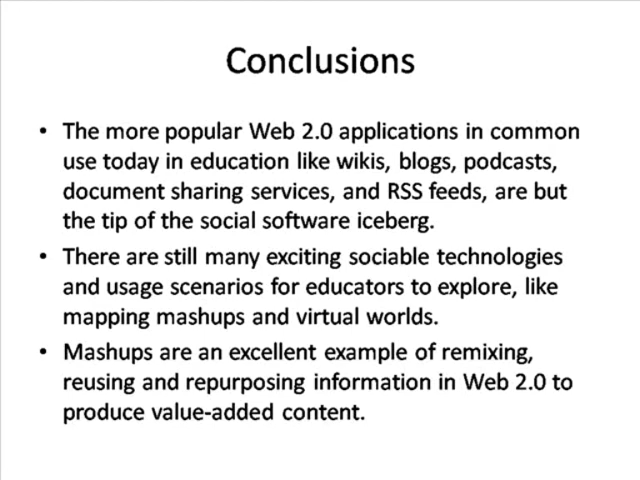 Conclusions
• The more popular Web 2.0 applications in common
use today in education like wikis, blogs, podcasts,
document sharing services, and RSS feeds, are but
the tip of the social software iceberg.
• There are still many exciting sociable technologies
and usage scenarios for educators to explore, like
mapping mashups and virtual worlds.
• Mashups are an excellent example of remixing,
reusing and repurposing information in Web 2.0 to
produce value-added content.